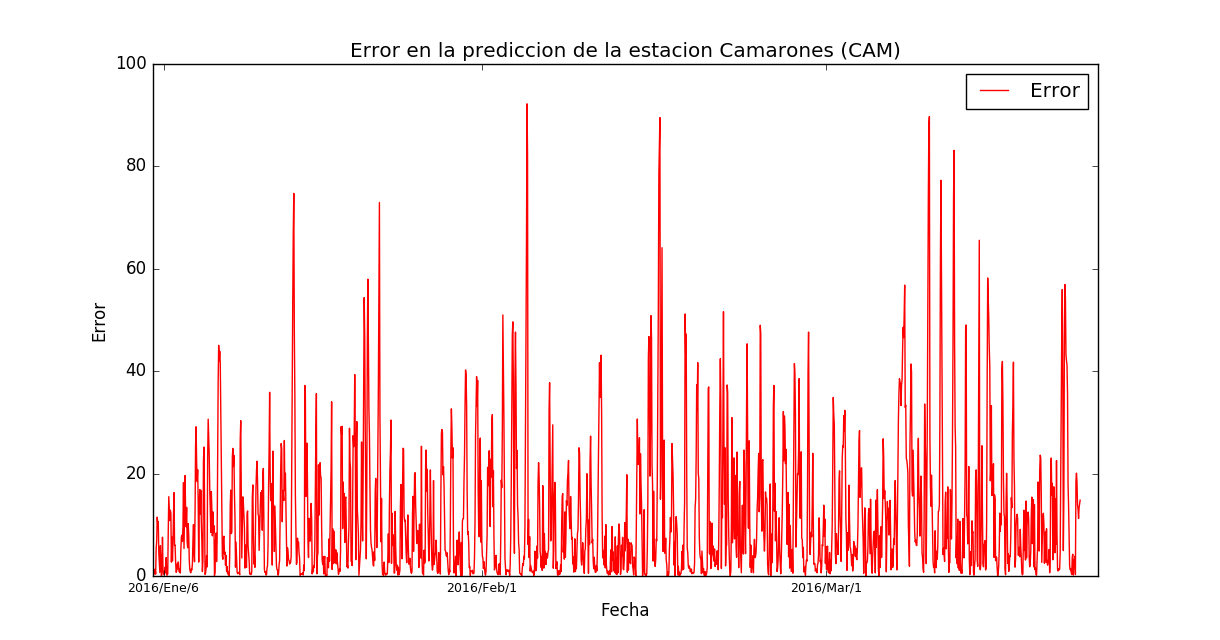 Error en la prediccion de la estacion Camarones (CAM)
100
80
60
40
20
0
Error
Error
2016/Ene/6
2016/Feb/1
2016/Mar/1
Fecha